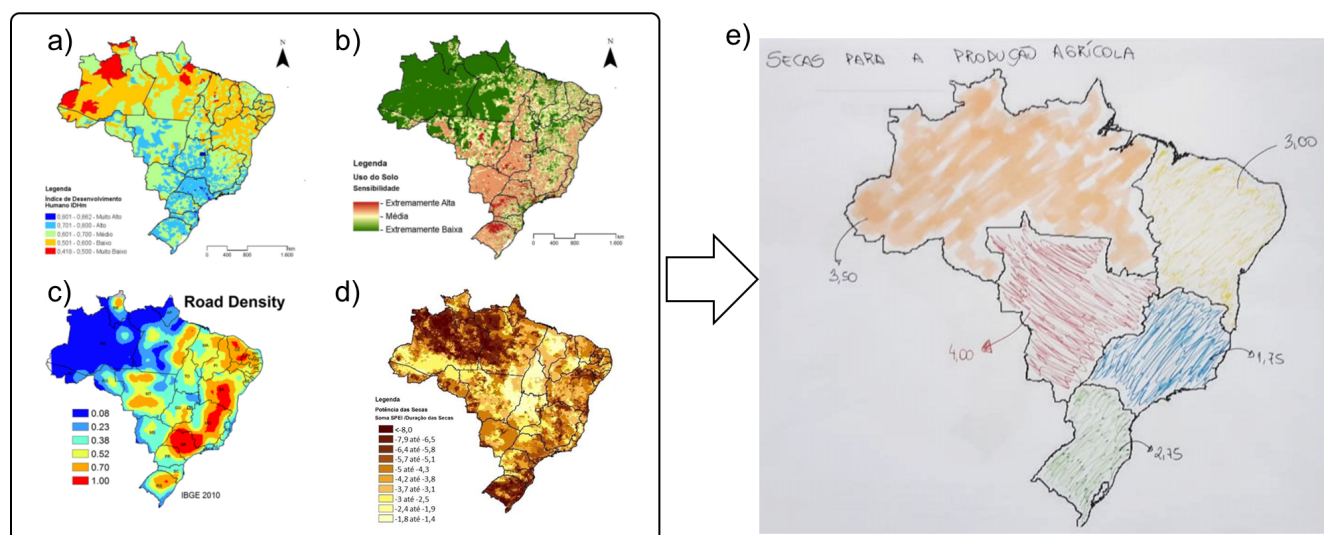 a)
N
Legenda
Índice de Desenvolvimento
Humano IDHm
0,801 - 0,862 - Muito Alto
0,701 - 0,800 - Alto
0,601 - 0,700 - Médio
0,501 - 0,600 - Baixo
0,418 - 0,500 - Muito Baixo
0 400 800 1.600
km
b)
N
Legenda
Uso do Solo
Sensibilidade
- Extremamente Alta
- Média
- Extremamente Baixa
0 400 800 1.600
km
c)
Road Density
0.08
0.23
0.38
0.52
0.70
1.00
IBGE 2010
d)
Legenda
Potência das Secas
Soma SPEI /Duração das Secas
<-8,0
-7,9 até -6,5
-6,4 até -5,8
-5,7 até -5,1
-5 até -4,3
-4,2 até -3,8
-3,7 até -3,1
-3 até -2,5
-2,4 até -1,9
-1,8 até -1,4
e)
SECAS PARA A PRODUÇÃO AGRÍCOLA
3,00
3,50
4,00
1,75
2,75